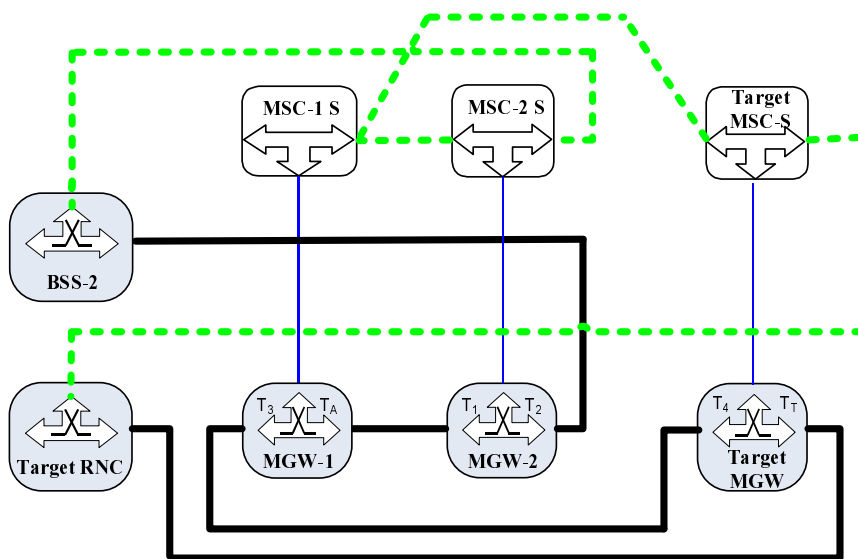 MSC-1 S
MSC-2 S
Target
MSC-S
BSS-2
T3
TA
T1
T2
T4
TT
Target RNC
MGW-1
MGW-2
Target
MGW